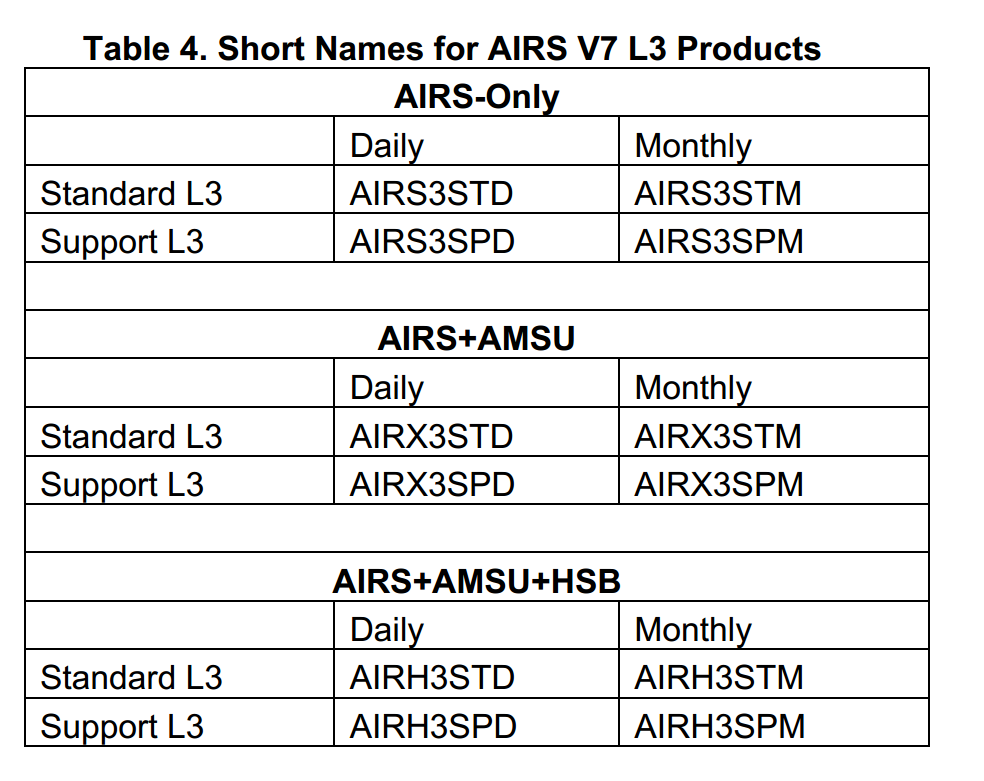 Table 4. Short Names for AIRS V7 L3 Products
AIRS-Only
Daily Monthly
Standard L3 AIRS3STD AIRS3STM
Support L3 AIRS3SPD AIRS3SPM
AIRS+AMSU
Daily Monthly
Standard L3 AIRX3STD AIRX3STM
Support L3 AIRX3SPD AIRX3SPM
AIRS+AMSU+HSB
Daily Monthly
Standard L3 AIRH3STD AIRH3STM
Support L3 AIRH3SPD AIRH3SPM